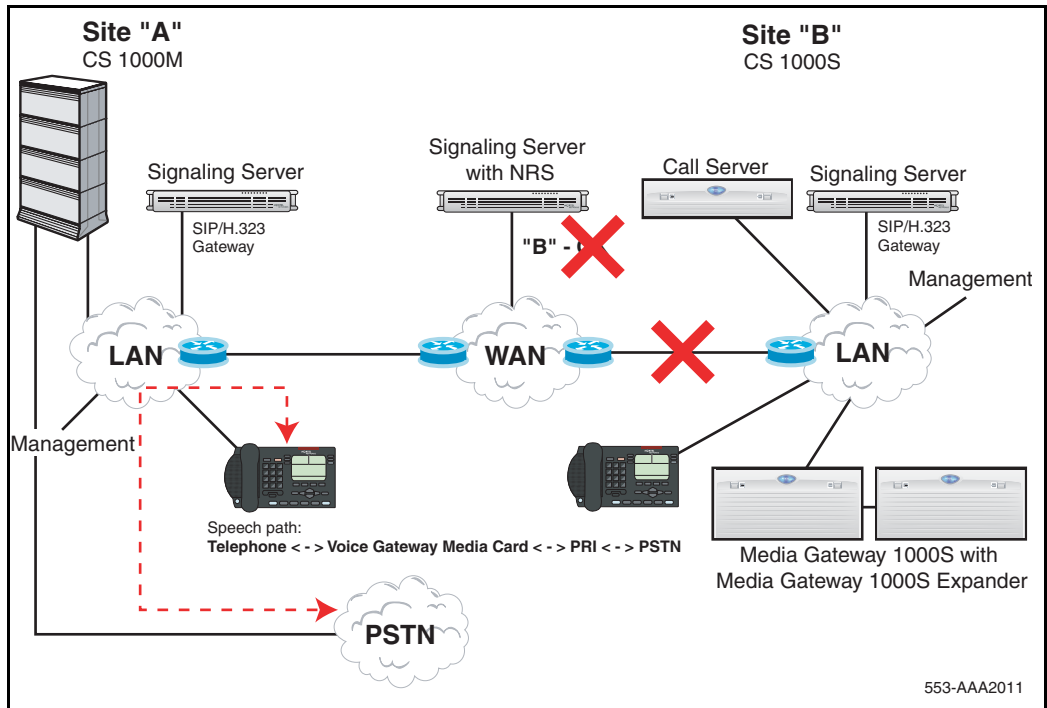 Site "A"
CS 1000M
Site "B"
CS 1000S
Signaling Server
Signaling Server
with NRS
Call Server
Signaling Server
SIP/H.323
Gateway
"B" -
SIP/H.323
Gateway
Management
LAN
WAN
LAN
Management
Speech path:
Telephone < - > Voice Gateway Media Card < - > PRI < - > PSTN
Media Gateway 1000S with
Media Gateway 1000S Expander
PSTN
553-AAA2011